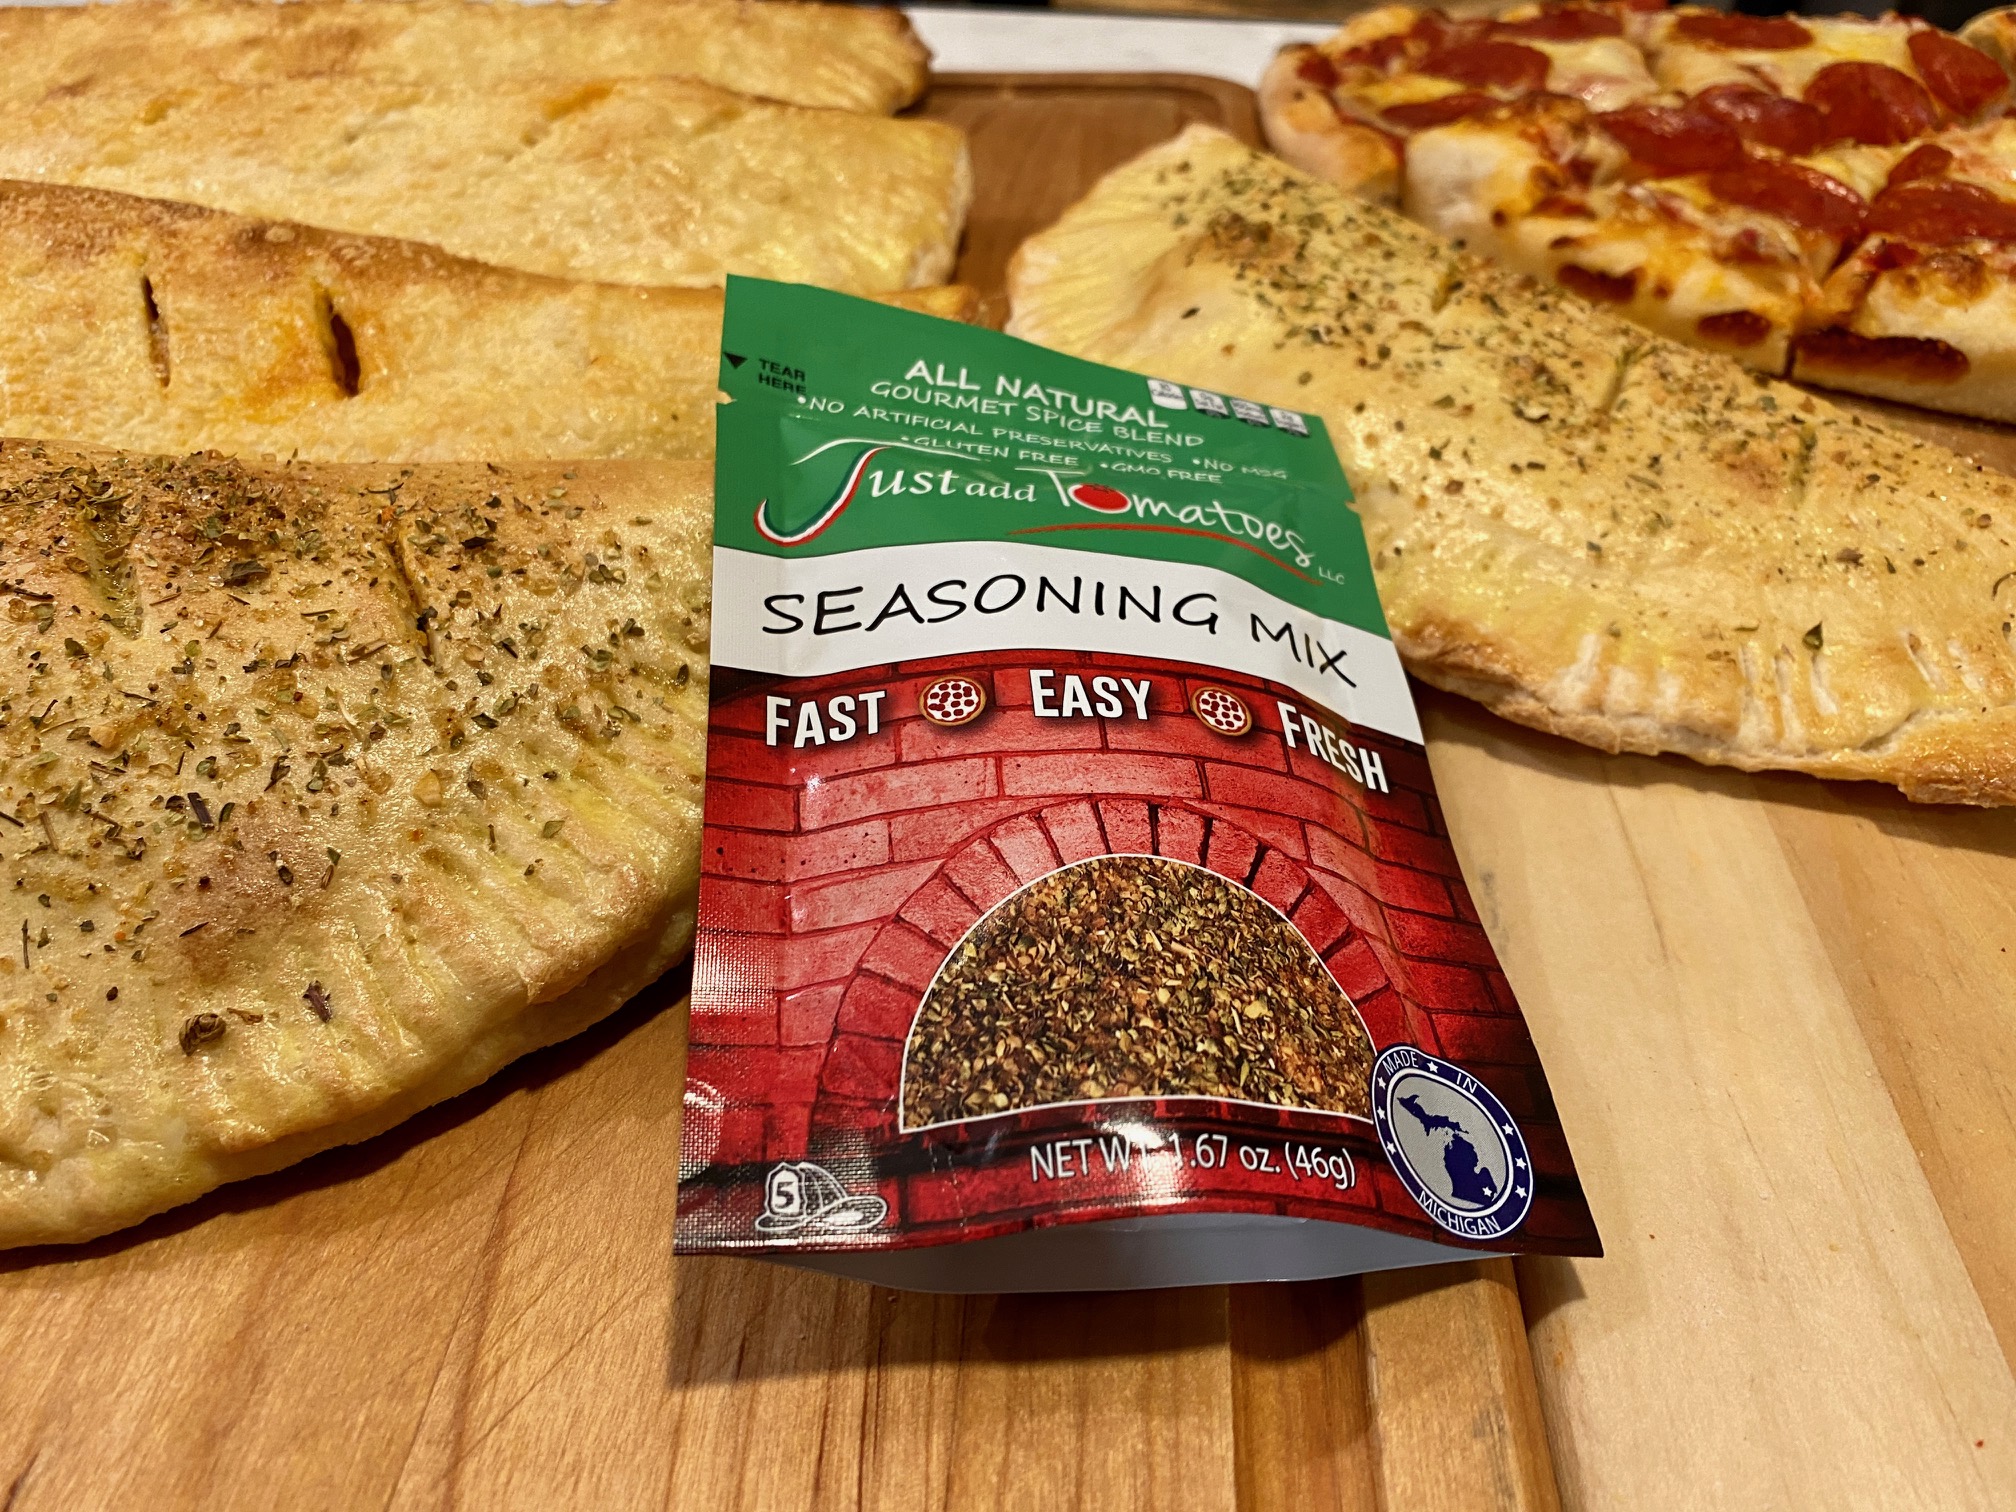 TEAR
HERE
ALL NATURAL
GOURMET SPICE BLEND
•NO ARTIFICIAL PRESERVATIVES •NO MSG
•GLUTEN FREE •GMO FREE
Just add Tomatoes LLC
SEASONING MIX
FAST EASY FRESH
NET WT 1.67 oz. (46g)
5
MADE IN
MICHIGAN